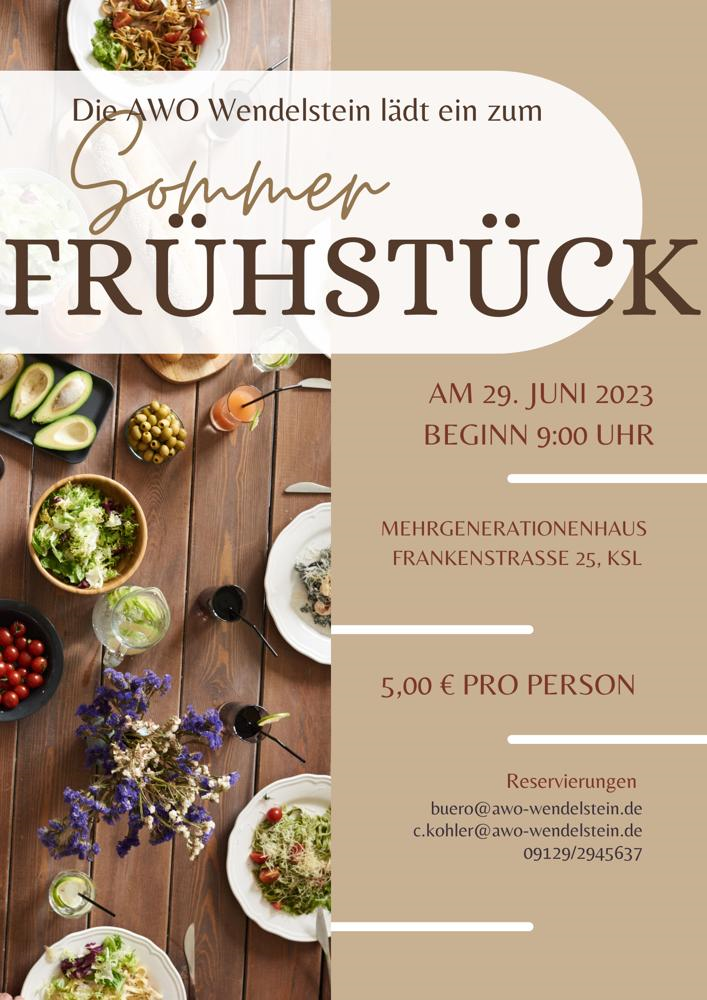 Die AWO Wendelstein lädt ein zum
Sommer
FRÜHSTÜCK
AM 29. JUNI 2023
BEGINN 9:00 UHR
MEHRGENERATIONENHAUS
FRANKENSTRASSE 25, KSL
5,00 € PRO PERSON
Reservierungen
buero@awo-wendelstein.de
c.kohler@awo-wendelstein.de
09129/2945637